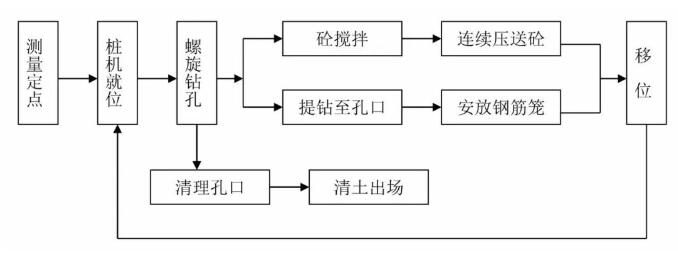 测量定点
桩机就位
螺旋钻孔
砼搅拌
连续压送砼
提钻至孔口
安放钢筋笼
移位
清理孔口
清土出场